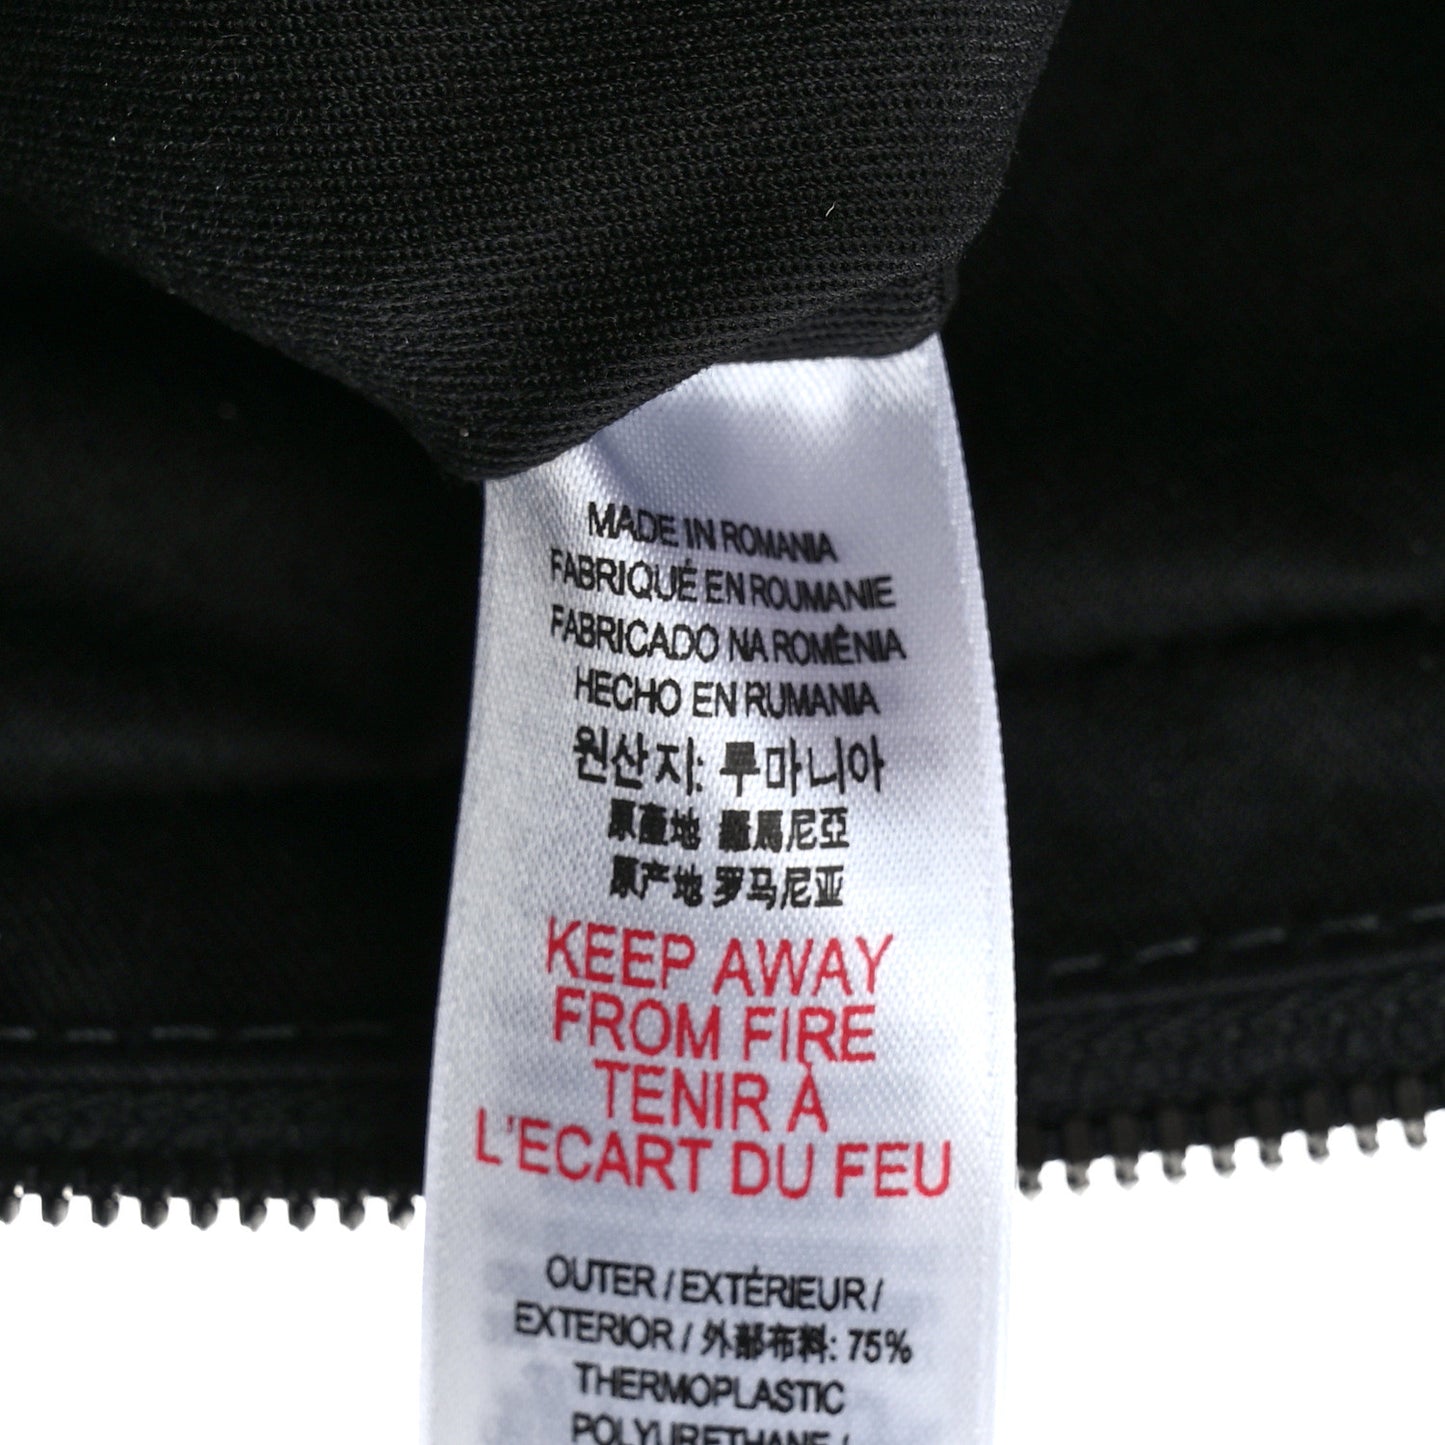 MADE IN ROMANIA
FABRIQUÉ EN ROUMANIE
FABRICADO NA ROMÊNIA
HECHO EN RUMANIA
원산지: 루마니아
原產地 羅馬尼亞
原产地 罗马尼亚
KEEP AWAY
FROM FIRE
TENIR À
L'ECART DU FEU
OUTER / EXTÉRIEUR /
EXTERIOR / 外部布料: 75%
THERMOPLASTIC
POLYURETHANE /